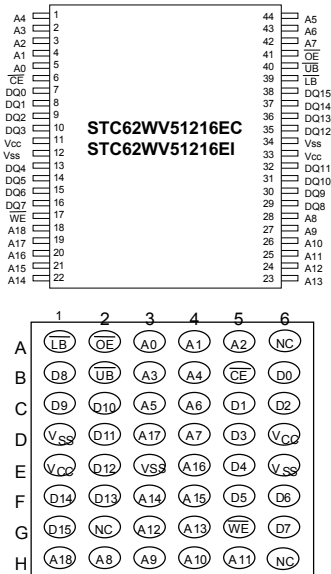 A4 1 44 A5
A3 2 43 A6
A2 3 42 A7
A1 4 41 OE
A0 5 40 UB
CE 6 39 LB
DQ0 7 38 DQ15
DQ1 8 37 DQ14
DQ2 9 36 DQ13
DQ3 10 35 DQ12
Vcc 11 34 Vss
Vss 12 33 Vcc
DQ4 13 32 DQ11
DQ5 14 31 DQ10
DQ6 15 30 DQ9
DQ7 16 29 DQ8
WE 17 28 A8
A18 18 27 A9
A17 19 26 A10
A16 20 25 A11
A15 21 24 A12
A14 22 23 A13
STC62WV51216EC
STC62WV51216EI
1 2 3 4 5 6
A LB OE A0 A1 A2 NC
B D8 UB A3 A4 CE D0
C D9 D10 A5 A6 D1 D2
D VSS D11 A17 A7 D3 VCC
E VCC D12 VSS A16 D4 VSS
F D14 D13 A14 A15 D5 D6
G D15 NC A12 A13 WE D7
H A18 A8 A9 A10 A11 NC